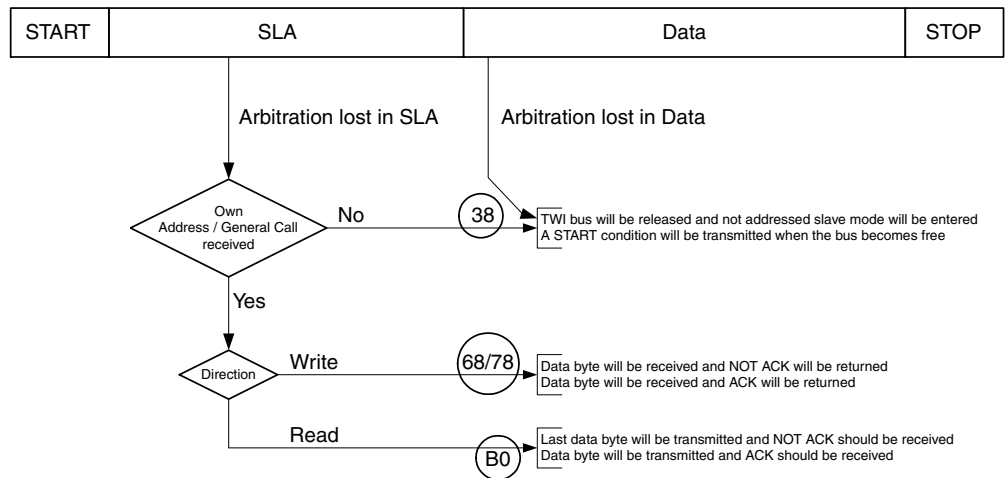 START SLA Data STOP
Arbitration lost in SLA Arbitration lost in Data
Own
Address / General Call
received
No
38
TWI bus will be released and not addressed slave mode will be entered
A START condition will be transmitted when the bus becomes free
Yes
Direction
Write
68/78
Data byte will be received and NOT ACK will be returned
Data byte will be received and ACK will be returned
Read
B0
Last data byte will be transmitted and NOT ACK should be received
Data byte will be transmitted and ACK should be received